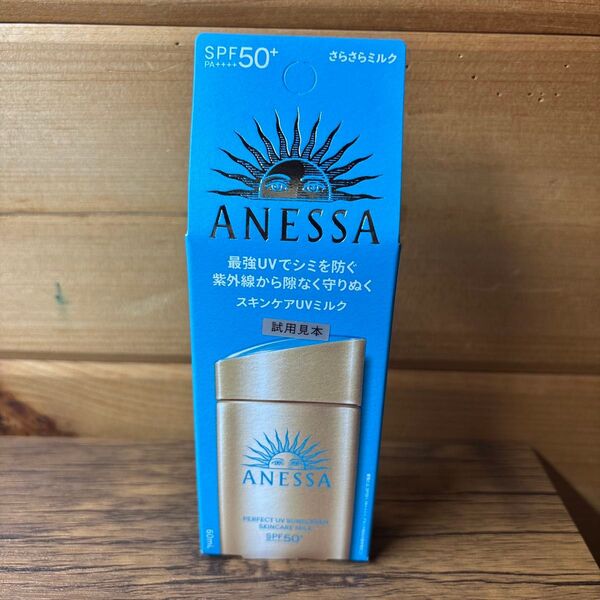 SPF50+
PA++++
さらさらミルク
ANESSA
最強UVでシミを防ぐ
紫外線から隙なく守りぬく
スキンケアUVミルク
試用見本
ANESSA
PERFECT UV SUNSCREEN
SKINCARE MILK
SPF50+
60mL